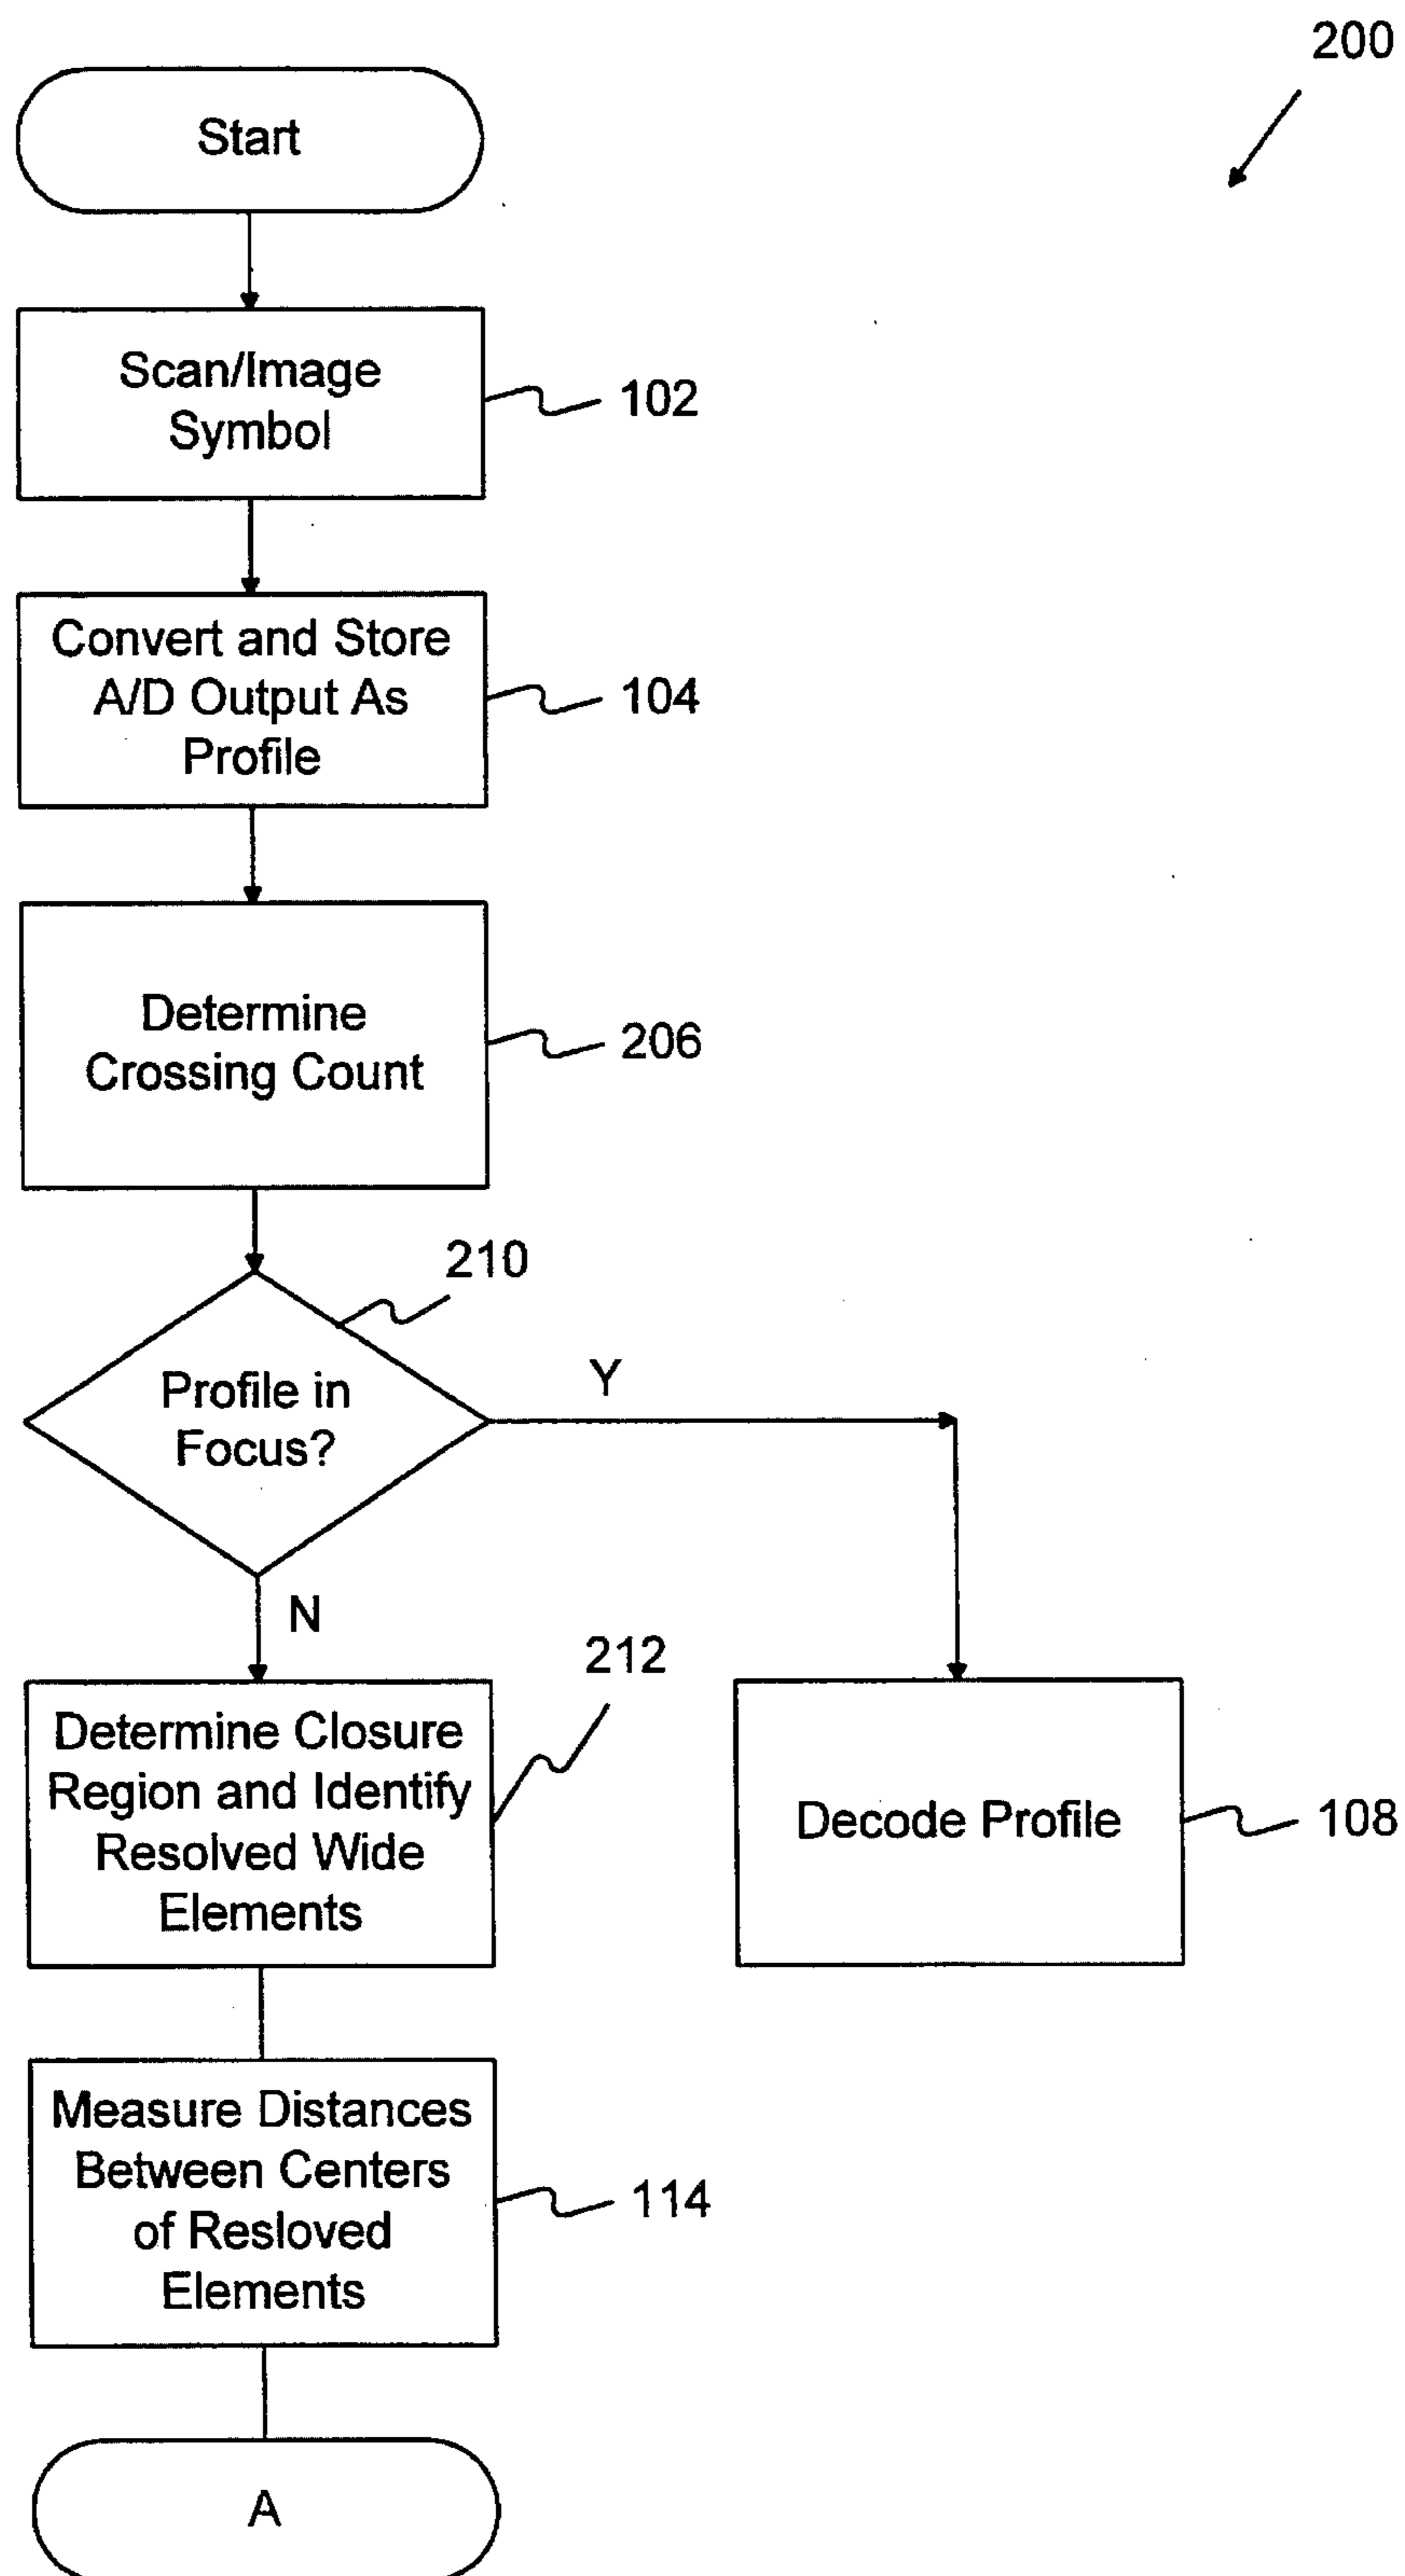 200
Start
Scan/Image
Symbol
102
Convert and Store
A/D Output As
Profile
104
Determine
Crossing Count
206
210
Profile in
Focus?
Y
N
212
Determine Closure
Region and Identify
Resolved Wide
Elements
Decode Profile
108
Measure Distances
Between Centers
of Resloved
Elements
114
A